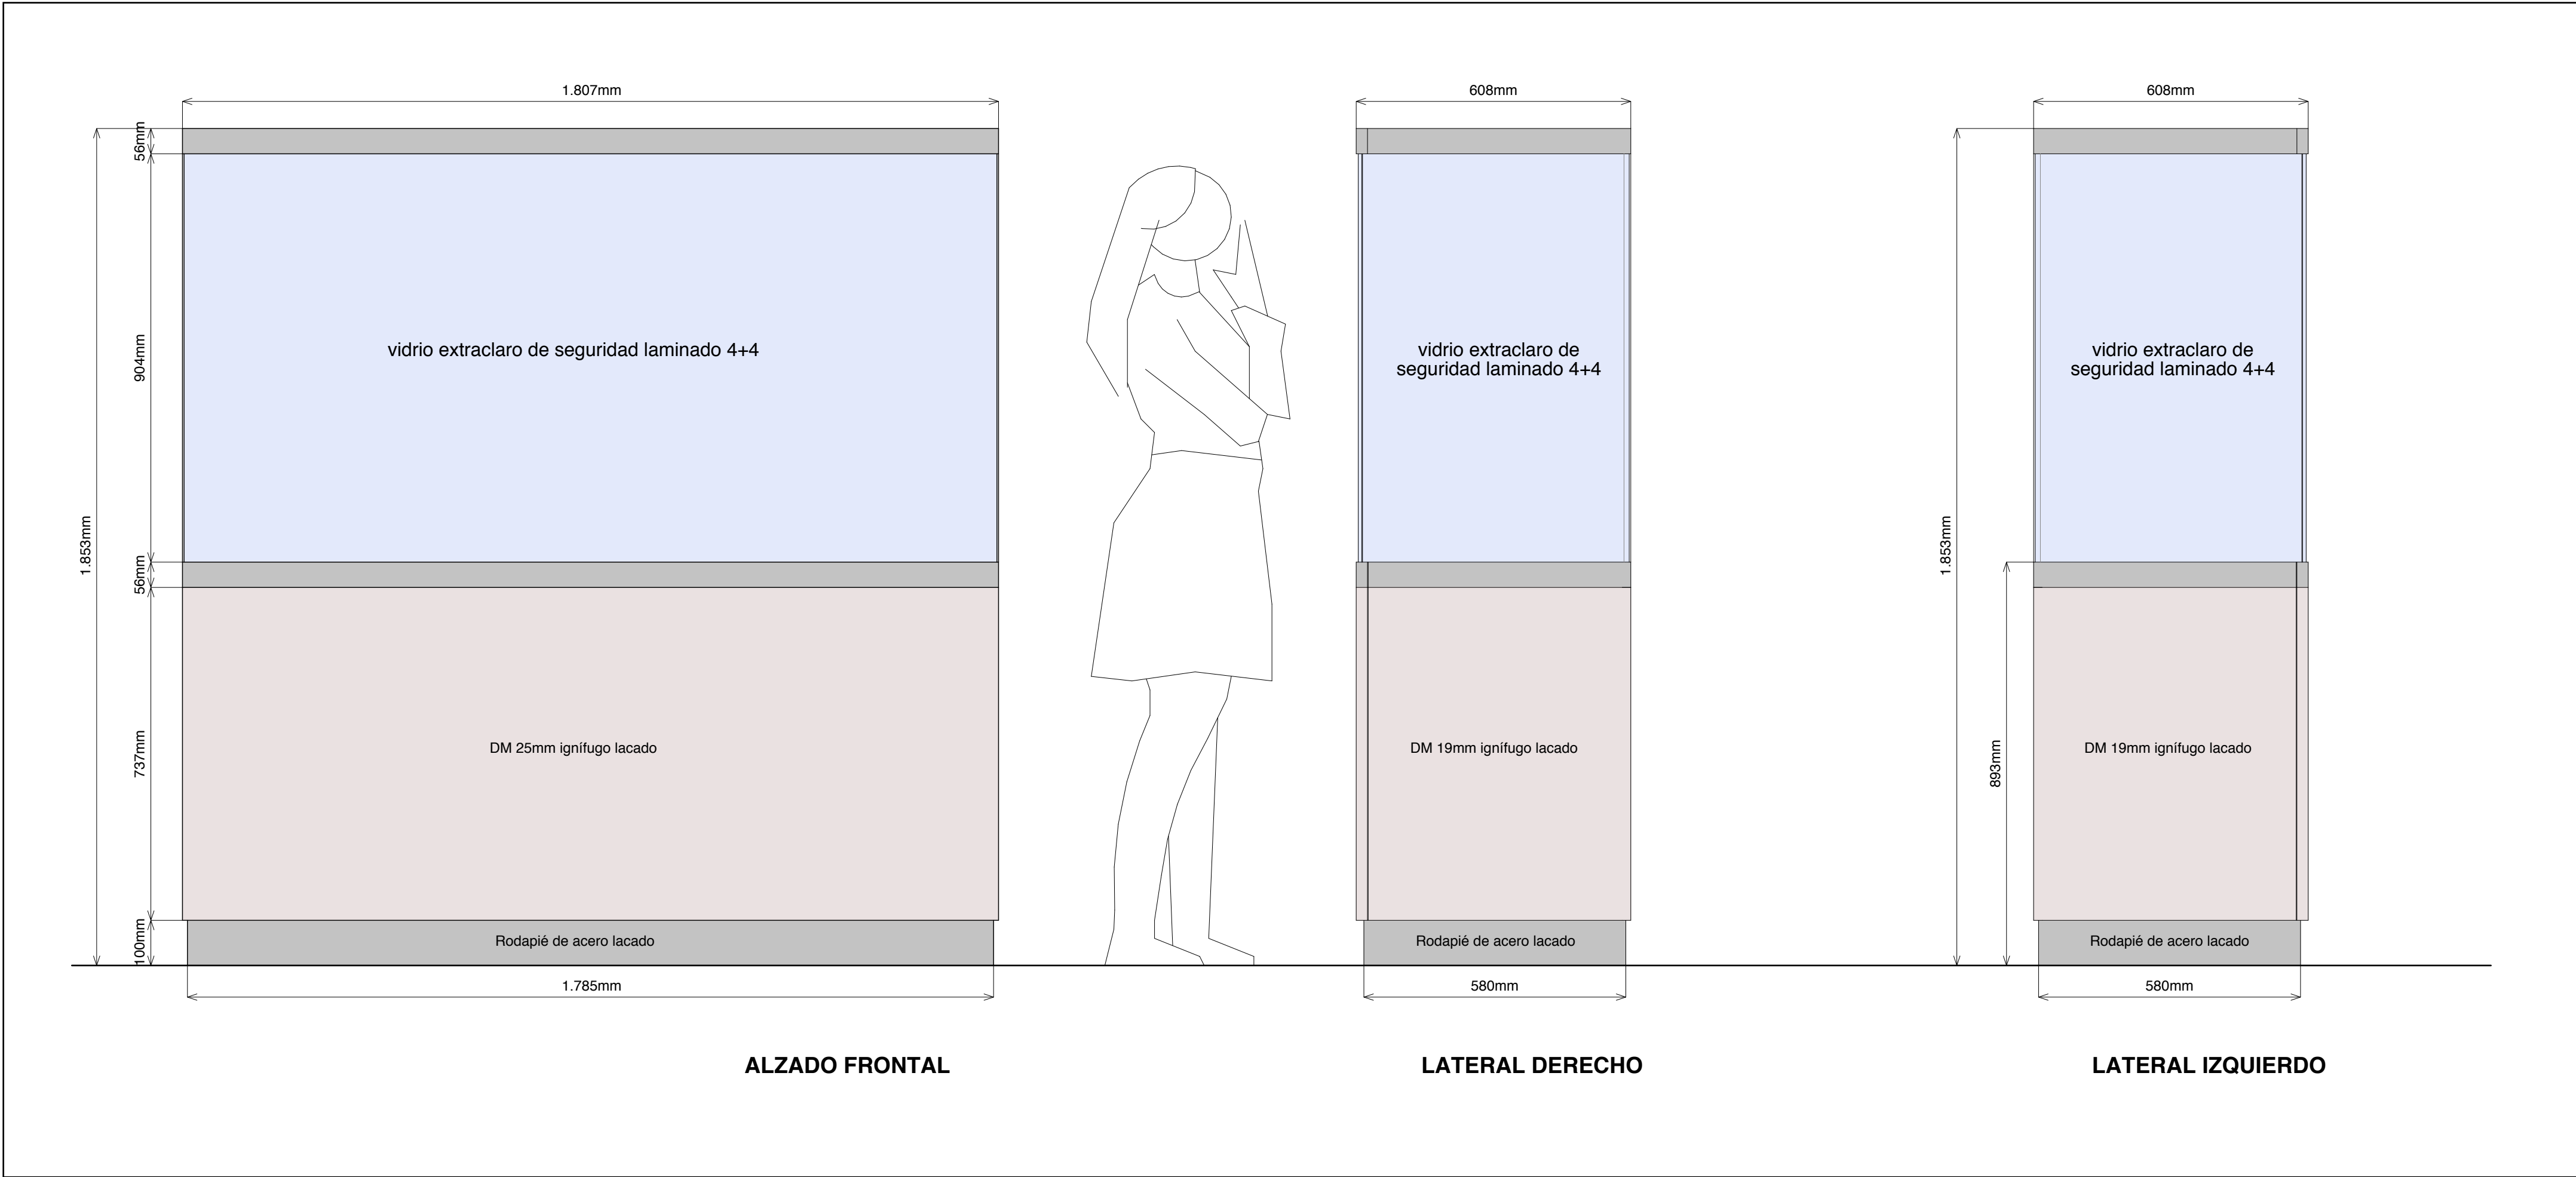 1.807mm
608mm
608mm
56mm
904mm
56mm
1.853mm
737mm
100mm
vidrio extraclaro de seguridad laminado 4+4
DM 25mm ignífugo lacado
Rodapié de acero lacado
1.785mm
vidrio extraclaro de
seguridad laminado 4+4
DM 19mm ignífugo lacado
Rodapié de acero lacado
580mm
1.853mm
893mm
vidrio extraclaro de
seguridad laminado 4+4
DM 19mm ignífugo lacado
Rodapié de acero lacado
580mm
ALZADO FRONTAL
LATERAL DERECHO
LATERAL IZQUIERDO